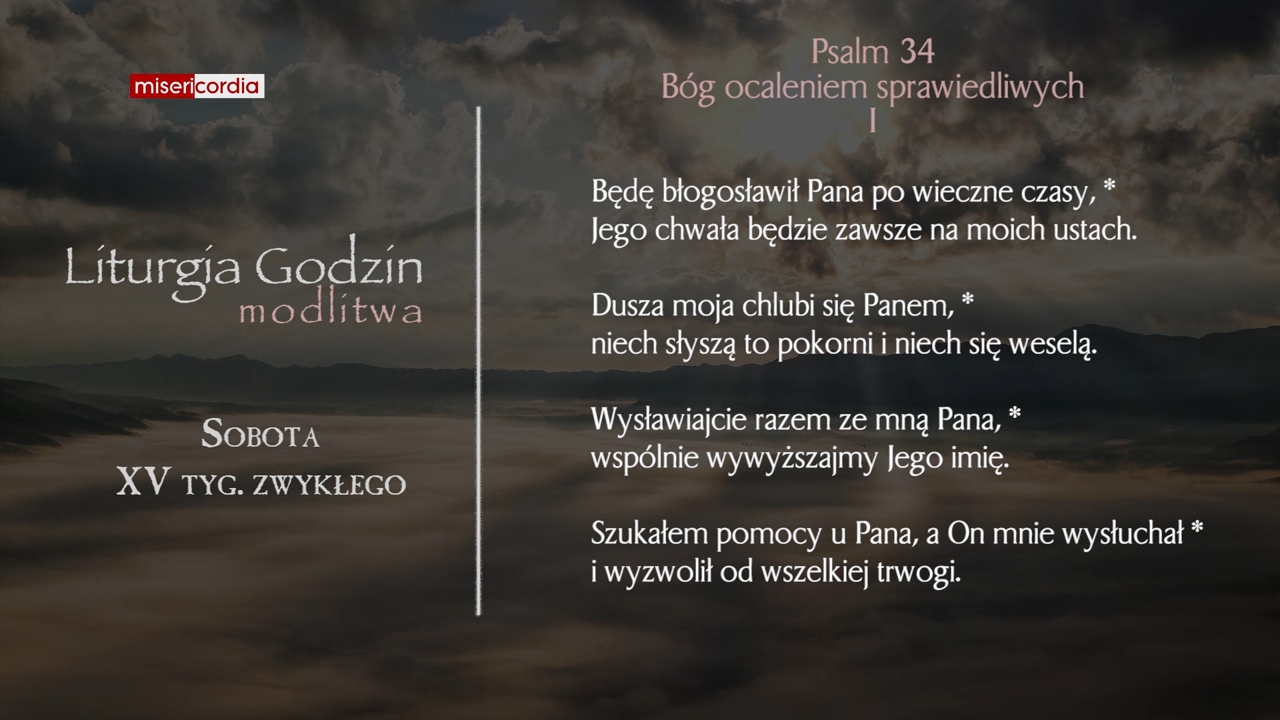 misericordia
Liturgia Godzin
modlitwa
Sobota
XV tyg. zwykłego
Psalm 34
Bóg ocaleniem sprawiedliwych
I
Będę błogosławił Pana po wieczne czasy, *
Jego chwała będzie zawsze na moich ustach.
Dusza moja chlubi się Panem, *
niech słyszą to pokorni i niech się weselą.
Wysławiajcie razem ze mną Pana, *
wspólnie wywyższajmy Jego imię.
Szukałem pomocy u Pana, a On mnie wysłuchał *
i wyzwolił od wszelkiej trwogi.